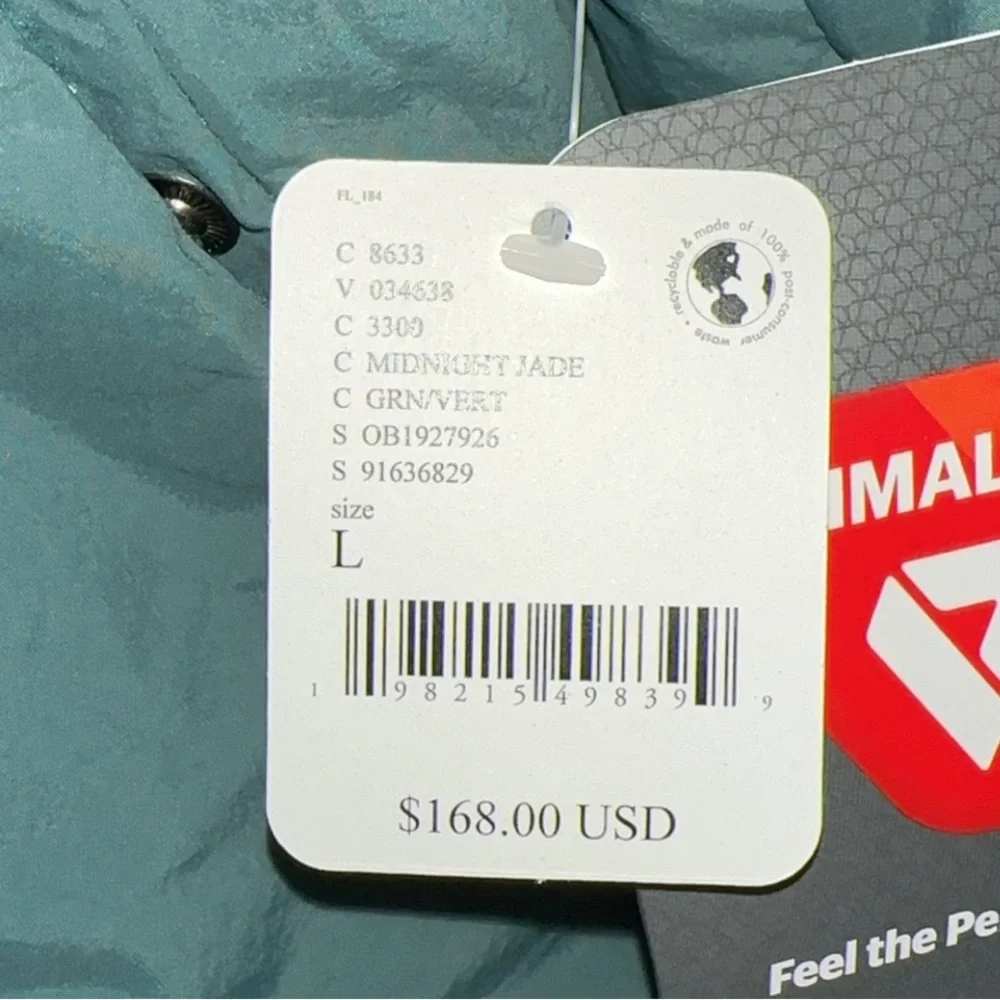 FL_184
recyclable & made of 100% post-consumer waste •
C 8633
V 034638
C 3300
C MIDNIGHT JADE
C GRN/VERT
S OB1927926
S 91636829
size
L
1 98215 49839 9
$168.00 USD
IMAL
Feel the Pe